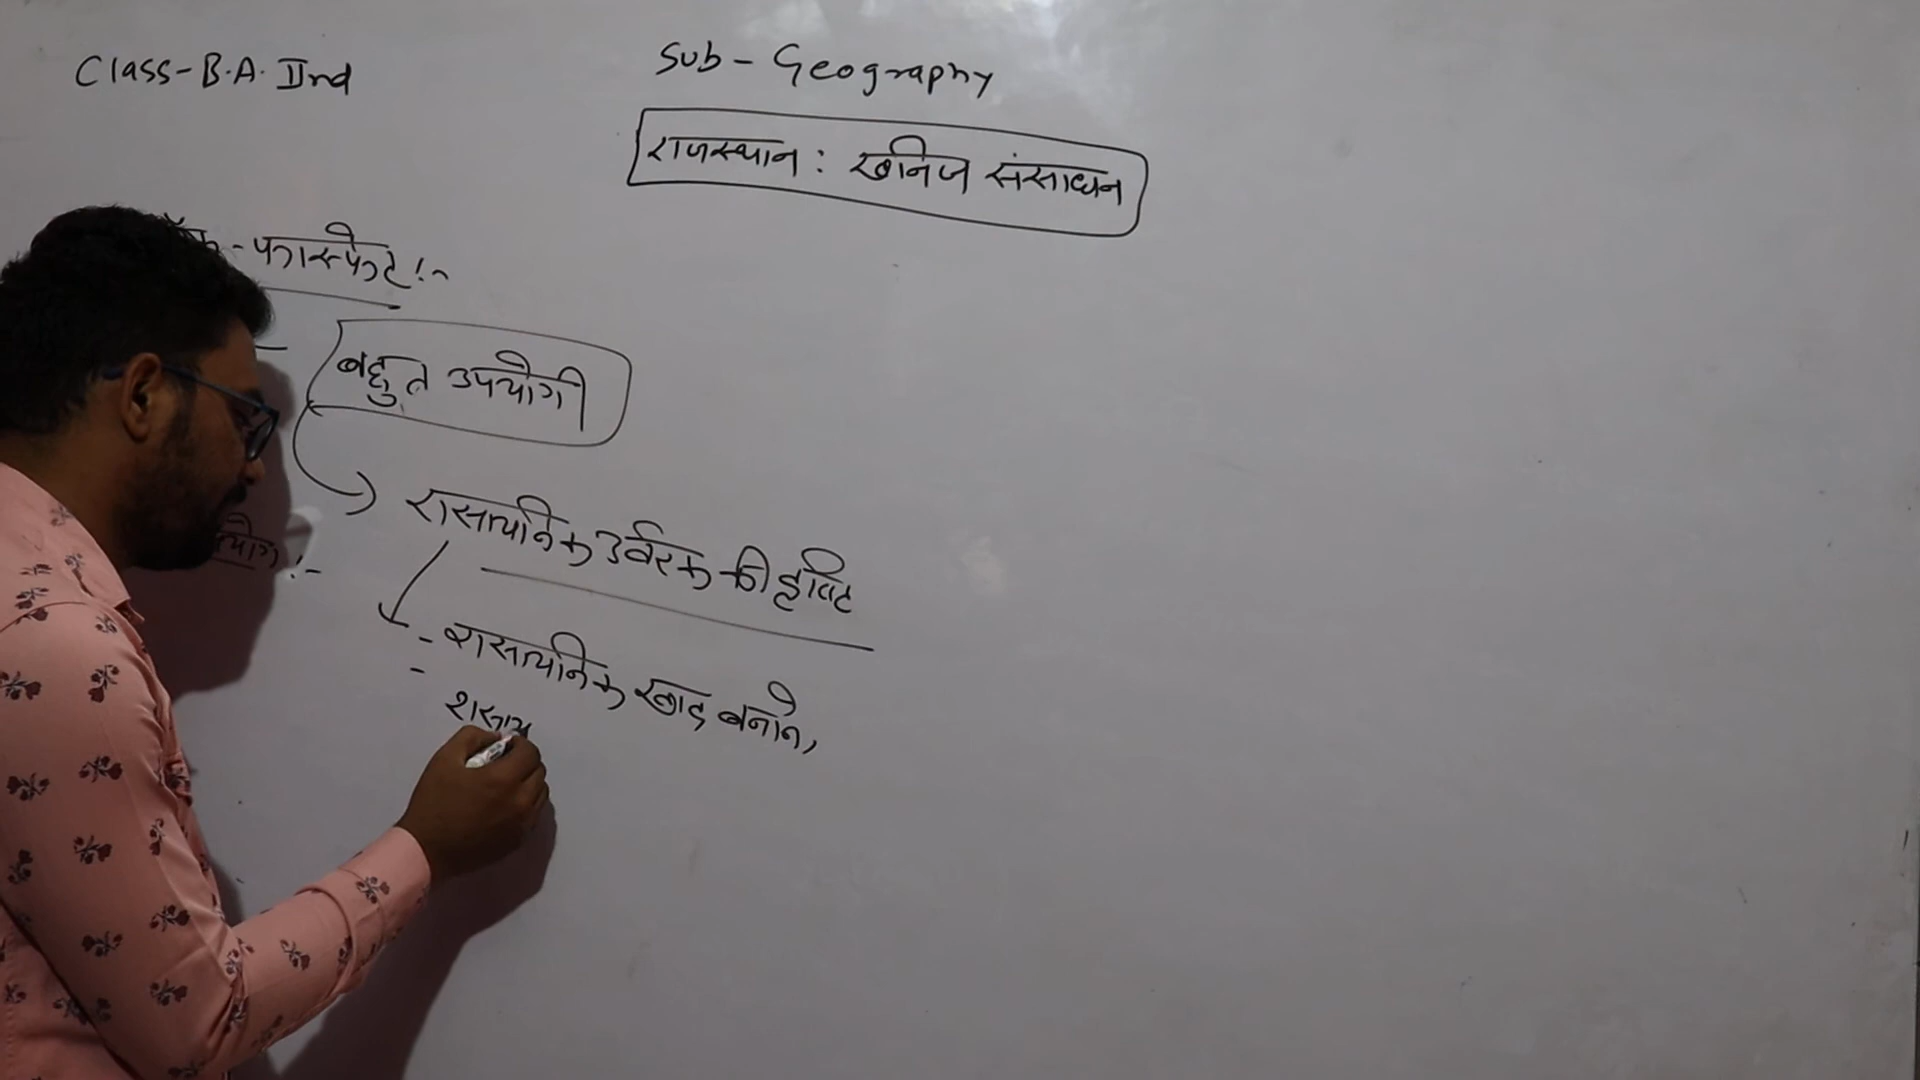 Class-B.A. IInd
Sub - Geography
राजस्थान : खनिज संसाधन
- फास्फेट :-
बहुत उपयोगी
रासायनिक उर्वरक की दृष्टि
- रासायनिक खाद बनाने,
-